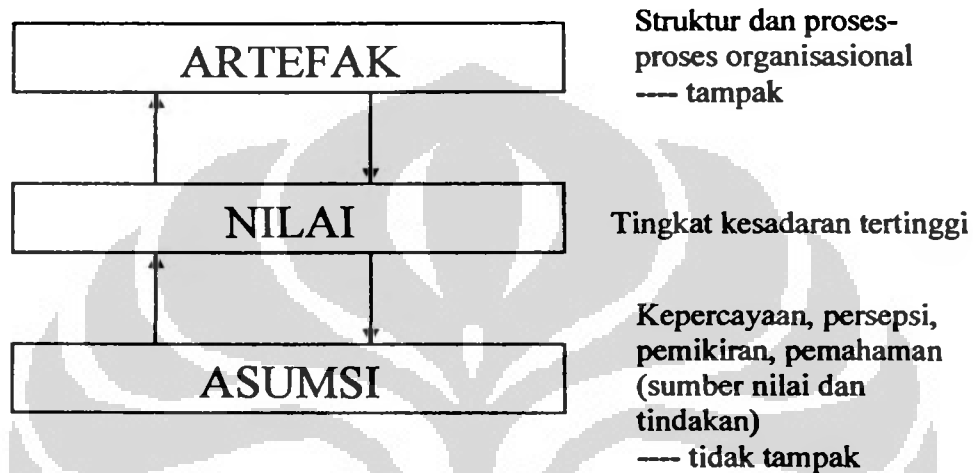 ARTEFAK
Struktur dan proses-
proses organisasional
---- tampak
NILAI
Tingkat kesadaran tertinggi
ASUMSI
Kepercayaan, persepsi,
pemikiran, pemahaman
(sumber nilai dan
tindakan)
---- tidak tampak